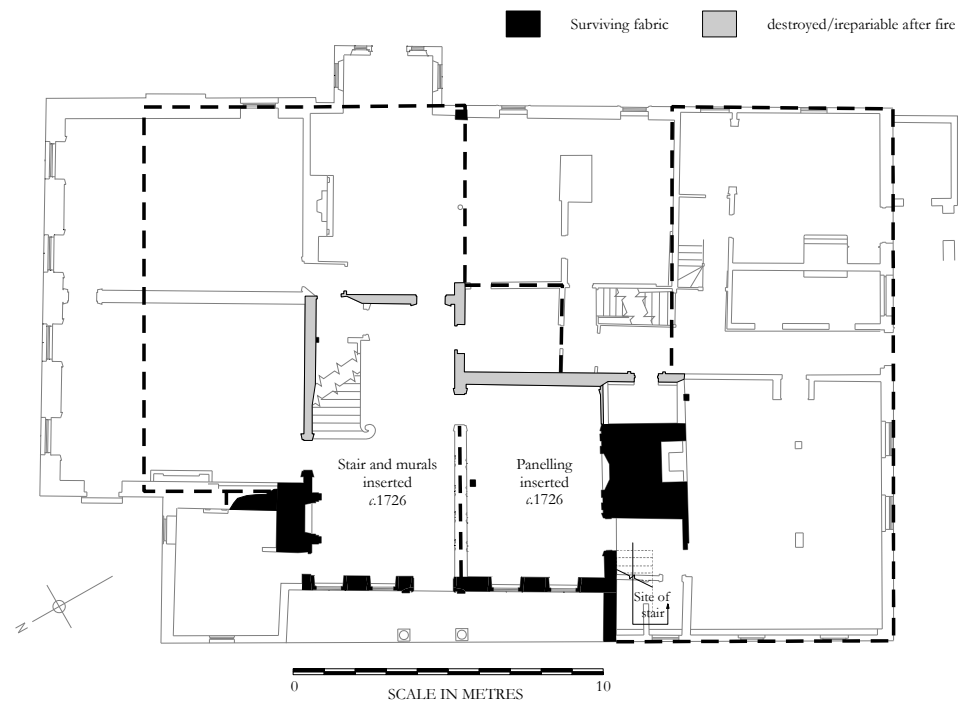 Surviving fabric
destroyed/irepariable after fire
Stair and murals
inserted
c.1726
Panelling
inserted
c.1726
Site of
stair
N
0
10
SCALE IN METRES